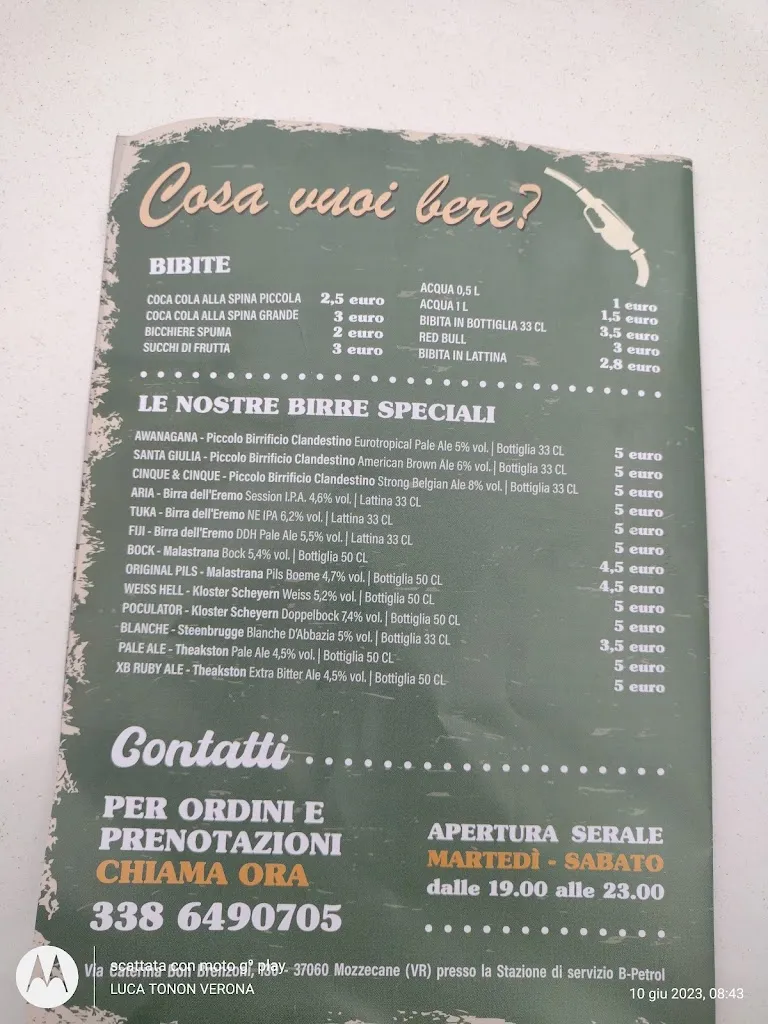 Cosa vuoi bere?
BIBITE
COCA COLA ALLA SPINA PICCOLA 2,5 euro
COCA COLA ALLA SPINA GRANDE 3 euro
BICCHIERE SPUMA 2 euro
SUCCHI DI FRUTTA 3 euro
ACQUA 0,5 L 1 euro
ACQUA 1 L 1,5 euro
BIBITA IN BOTTIGLIA 33 CL 3,5 euro
RED BULL 3 euro
BIBITA IN LATTINA 2,8 euro
LE NOSTRE BIRRE SPECIALI
AWANAGANA - Piccolo Birrificio Clandestino Eurotropical Pale Ale 5% vol. | Bottiglia 33 CL 5 euro
SANTA GIULIA - Piccolo Birrificio Clandestino American Brown Ale 6% vol. | Bottiglia 33 CL 5 euro
CINQUE & CINQUE - Piccolo Birrificio Clandestino Strong Belgian Ale 8% vol. | Bottiglia 33 CL 5 euro
ARIA - Birra dell'Eremo Session I.P.A. 4,6% vol. | Lattina 33 CL 5 euro
TUKA - Birra dell'Eremo NE IPA 6,2% vol. | Lattina 33 CL 5 euro
FIJI - Birra dell'Eremo DDH Pale Ale 5,5% vol. | Lattina 33 CL 5 euro
BOCK - Malastrana Bock 5,4% vol. | Bottiglia 50 CL 4,5 euro
ORIGINAL PILS - Malastrana Pils Boeme 4,7% vol. | Bottiglia 50 CL 4,5 euro
WEISS HELL - Kloster Scheyern Weiss 5,2% vol. | Bottiglia 50 CL 5 euro
POCULATOR - Kloster Scheyern Doppelbock 7,4% vol. | Bottiglia 50 CL 5 euro
BLANCHE - Steenbrugge Blanche D'Abbazia 5% vol. | Bottiglia 33 CL 3,5 euro
PALE ALE - Theakston Pale Ale 4,5% vol. | Bottiglia 50 CL 5 euro
XB RUBY ALE - Theakston Extra Bitter Ale 4,5% vol. | Bottiglia 50 CL 5 euro
Contatti
PER ORDINI E
PRENOTAZIONI
CHIAMA ORA
338 6490705
APERTURA SERALE
MARTEDÌ - SABATO
dalle 19.00 alle 23.00
Via Caterina Bon Brenzoni, - 37060 Mozzecane (VR) presso la Stazione di servizio B-Petrol
scattata con moto g⁹ play
LUCA TONON VERONA
10 giu 2023, 08:43